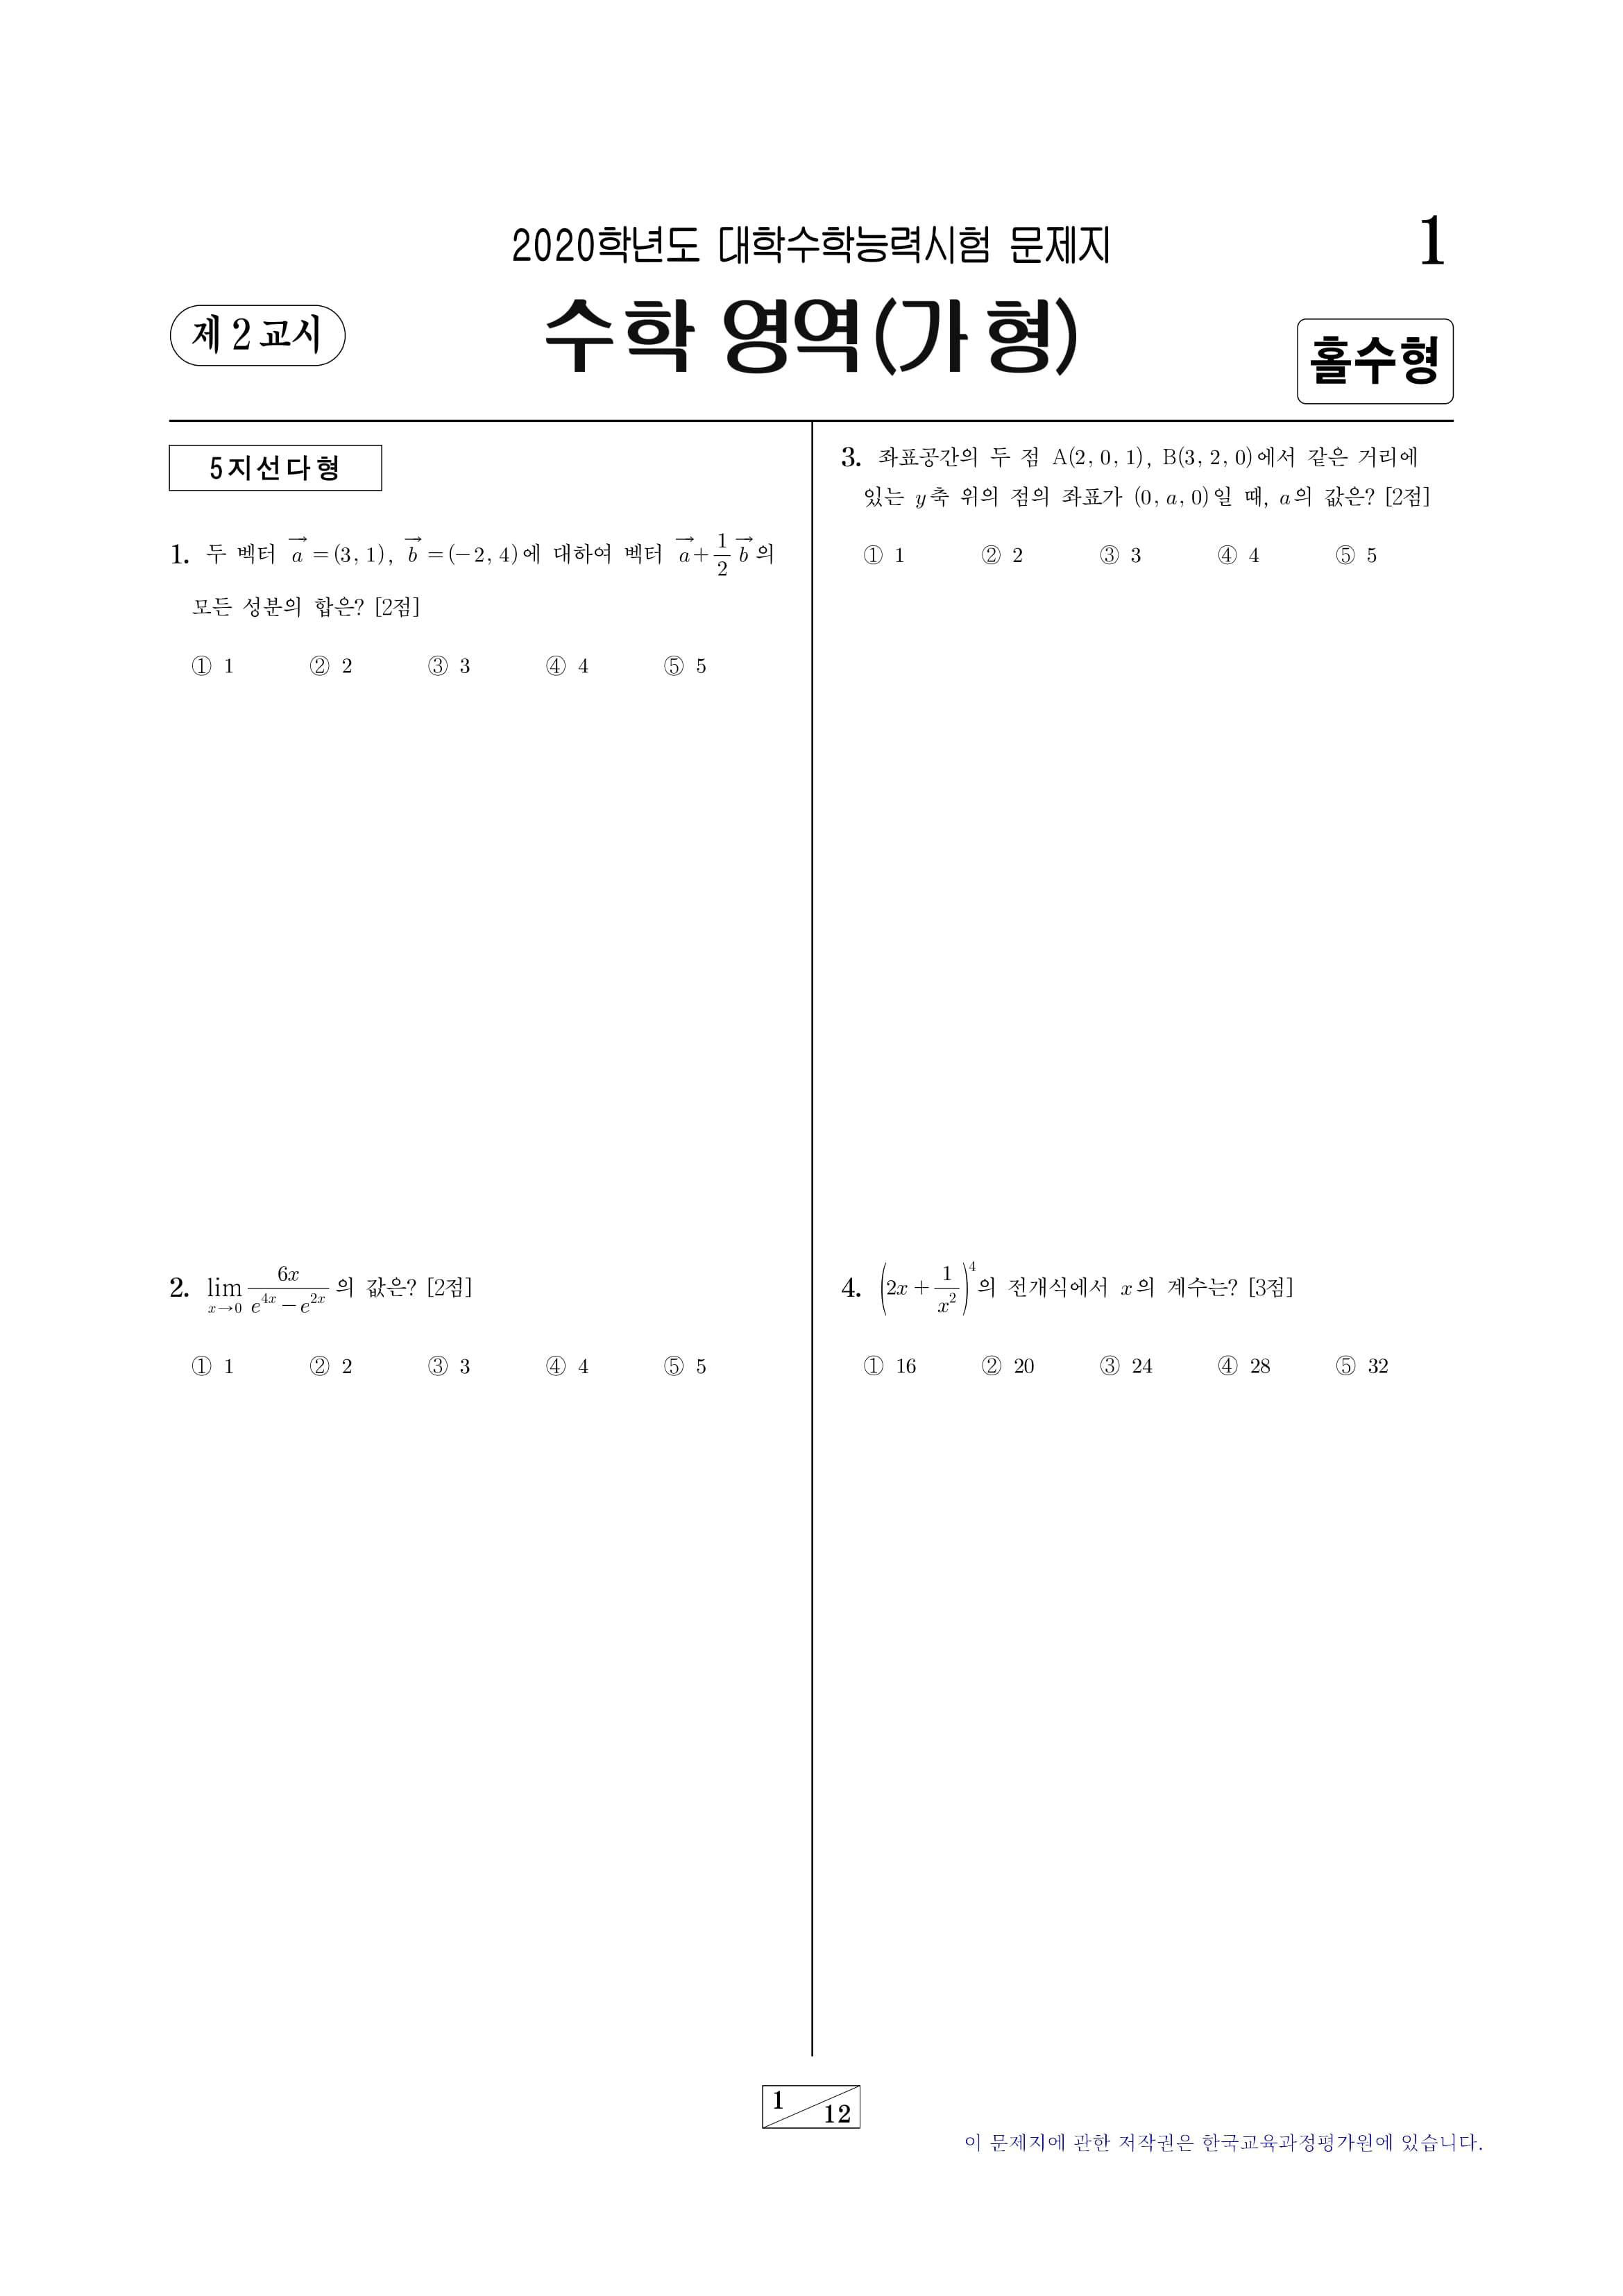 2020학년도 대학수학능력시험 문제지
1
제 2 교시
수학 영역(가 형)
홀수형
5지선다형
1. 두 벡터 $\vec{a}=(3, 1)$, $\vec{b}=(-2, 4)$에 대하여 벡터 $\vec{a}+\frac{1}{2}\vec{b}$의
모든 성분의 합은? [2점]
① 1 ② 2 ③ 3 ④ 4 ⑤ 5
2. $\lim_{x \to 0} \frac{6x}{e^{4x}-e^{2x}}$의 값은? [2점]
① 1 ② 2 ③ 3 ④ 4 ⑤ 5
3. 좌표공간의 두 점 A(2, 0, 1), B(3, 2, 0)에서 같은 거리에
있는 $y$축 위의 점의 좌표가 (0, $a$, 0)일 때, $a$의 값은? [2점]
① 1 ② 2 ③ 3 ④ 4 ⑤ 5
4. $\left(2x+\frac{1}{x^2}\right)^4$의 전개식에서 $x$의 계수는? [3점]
① 16 ② 20 ③ 24 ④ 28 ⑤ 32
1
12
이 문제지에 관한 저작권은 한국교육과정평가원에 있습니다.